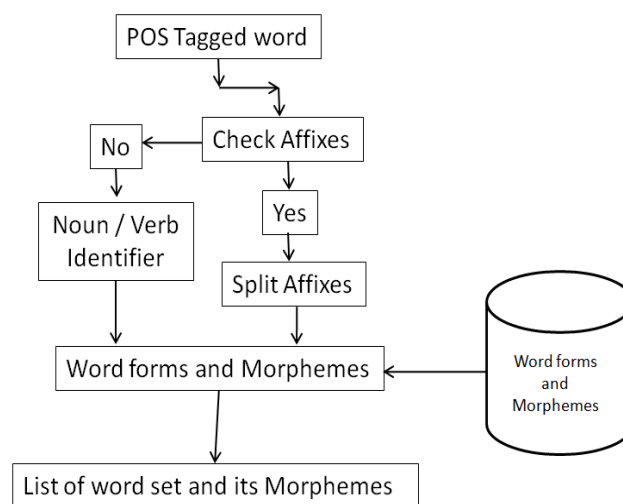 POS Tagged word
Check Affixes
No
Yes
Noun / Verb
Identifier
Split Affixes
Word forms and Morphemes
Word forms
and
Morphemes
List of word set and its Morphemes